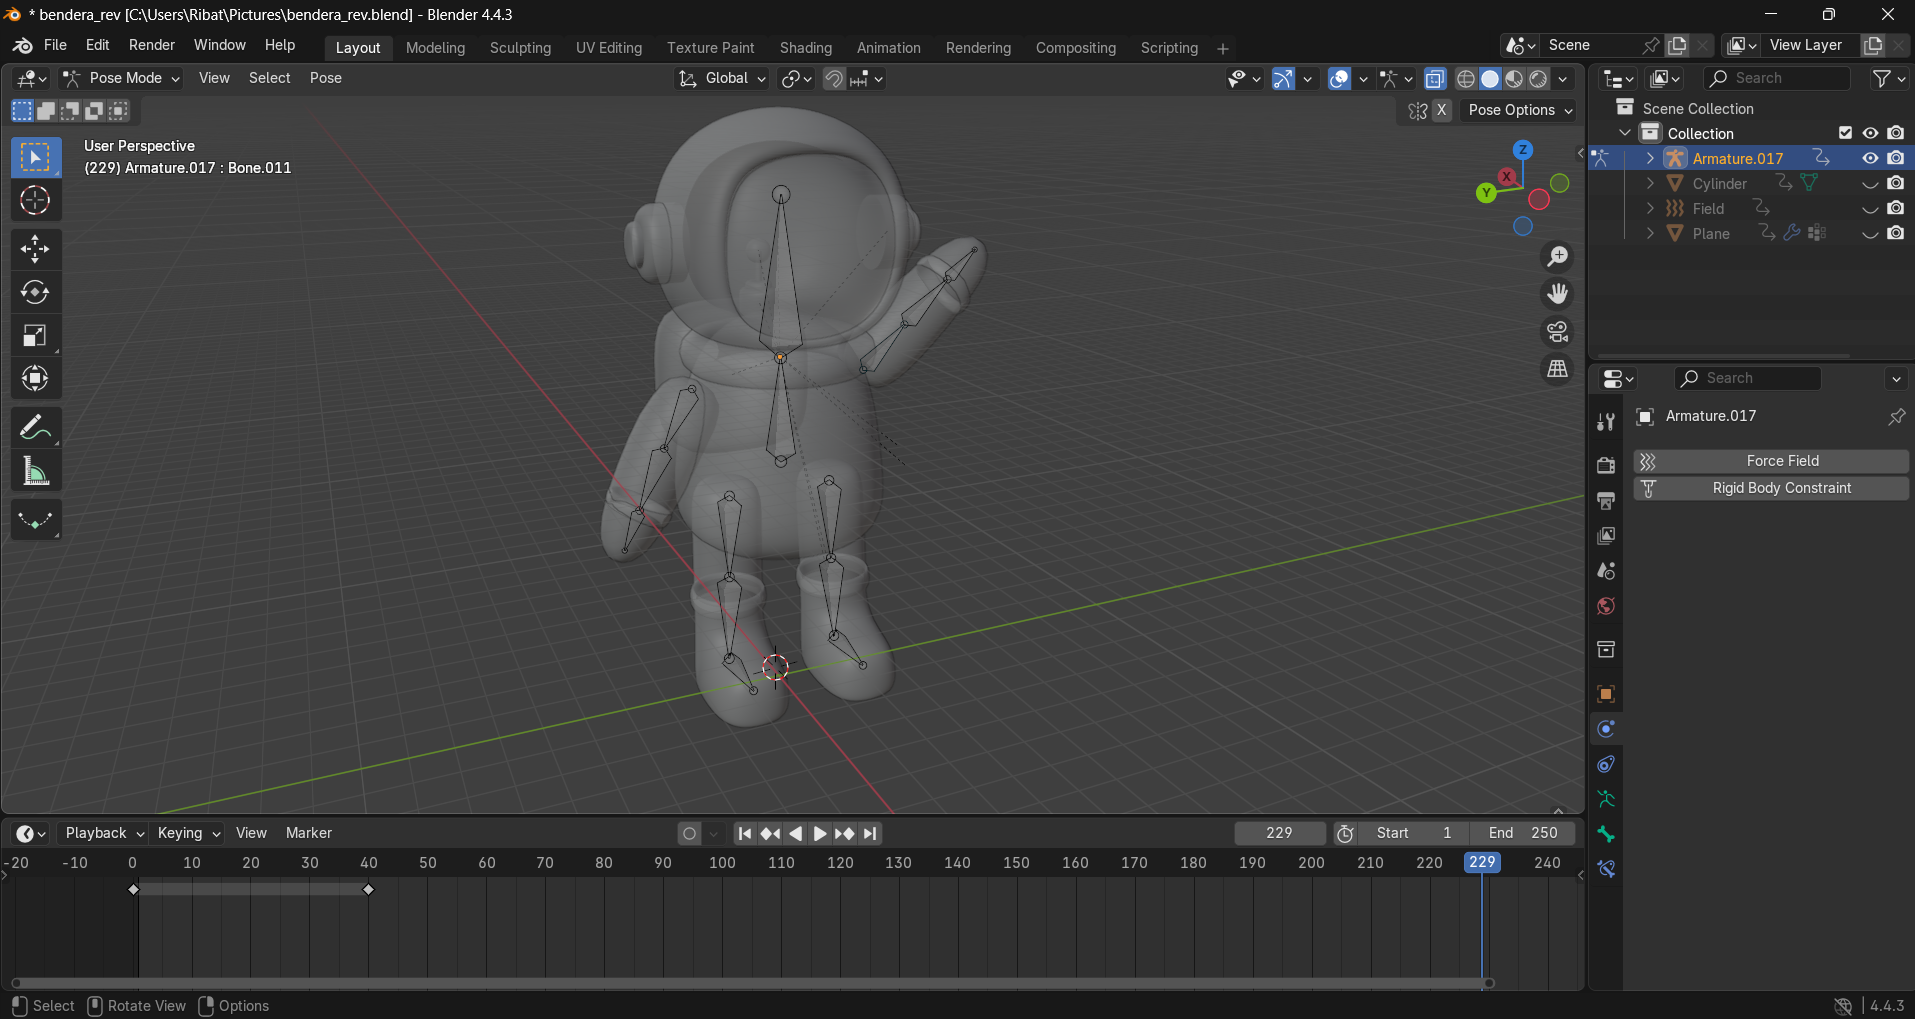 * bendera_rev [C:\Users\Ribat\Pictures\bendera_rev.blend] - Blender 4.4.3
File Edit Render Window Help Layout Modeling Sculpting UV Editing Texture Paint Shading Animation Rendering Compositing Scripting + Scene View Layer
Pose Mode View Select Pose Global Search
X Pose Options
User Perspective
(229) Armature.017 : Bone.011
Z
X
Y
Scene Collection
Collection
Armature.017
Cylinder
Field
Plane
Search
Armature.017
Force Field
Rigid Body Constraint
Playback Keying View Marker 229 Start 1 End 250
-20 -10 0 10 20 30 40 50 60 70 80 90 100 110 120 130 140 150 160 170 180 190 200 210 220 229 240
Select Rotate View Options 4.4.3